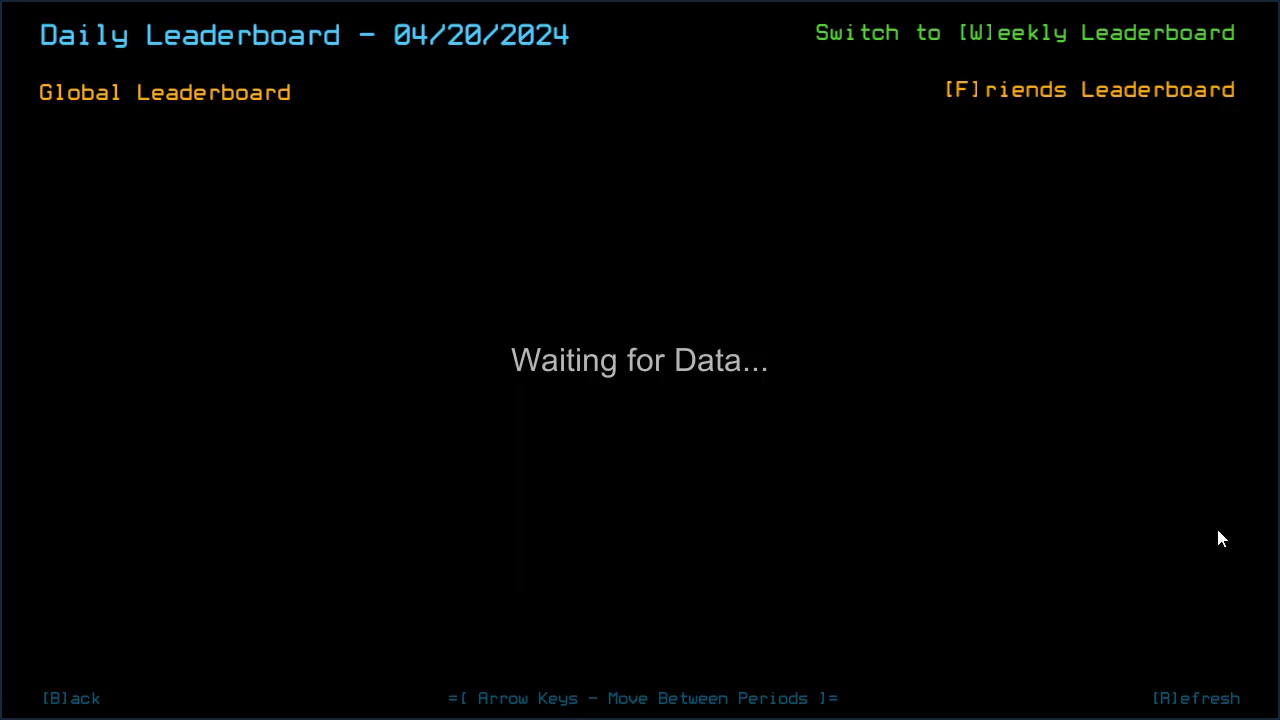 Daily Leaderboard - 04/20/2024
Switch to [W]eekly Leaderboard
Global Leaderboard
[F]riends Leaderboard
Waiting for Data...
[B]ack
=[ Arrow Keys - Move Between Periods ]=
[R]efresh